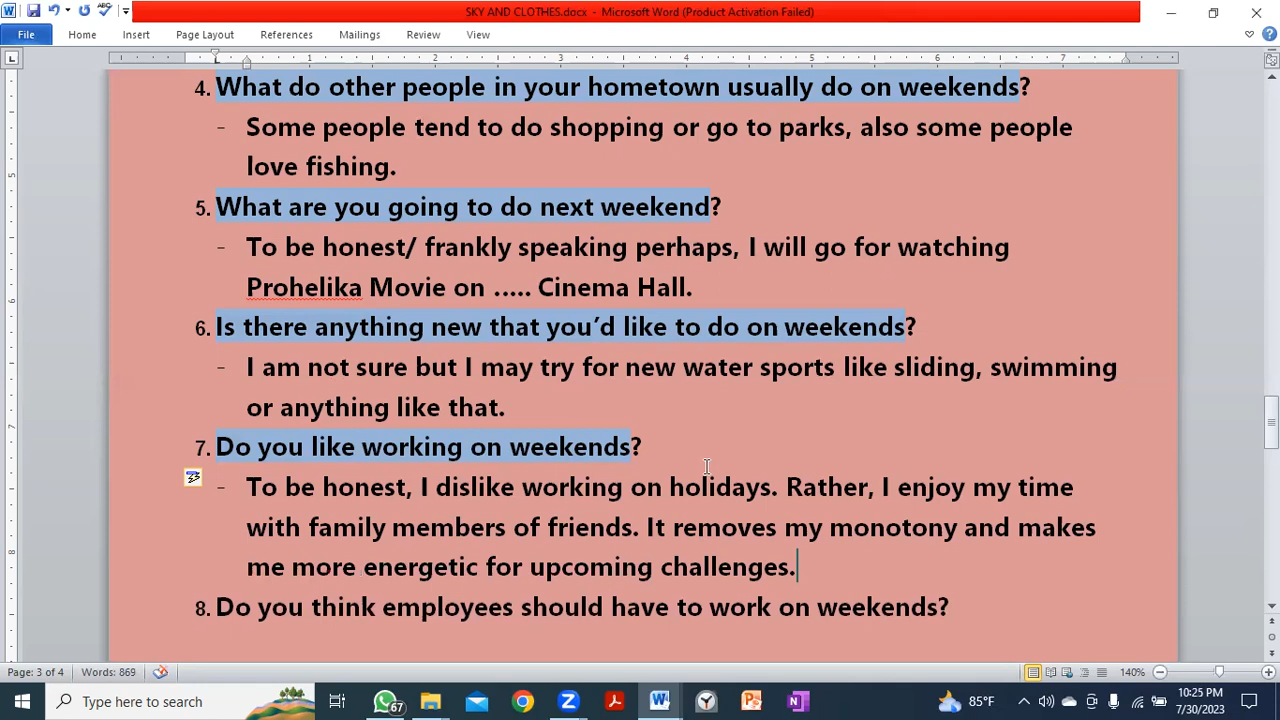 SKY AND CLOTHES.docx - Microsoft Word (Product Activation Failed)
File Home Insert Page Layout References Mailings Review View
1 2 3 4 5 6 7
4. What do other people in your hometown usually do on weekends?
- Some people tend to do shopping or go to parks, also some people
love fishing.
5. What are you going to do next weekend?
- To be honest/ frankly speaking perhaps, I will go for watching
Prohelika Movie on ..... Cinema Hall.
6. Is there anything new that you’d like to do on weekends?
- I am not sure but I may try for new water sports like sliding, swimming
or anything like that.
7. Do you like working on weekends?
- To be honest, I dislike working on holidays. Rather, I enjoy my time
with family members of friends. It removes my monotony and makes
me more energetic for upcoming challenges.
8. Do you think employees should have to work on weekends?
Page: 3 of 4 Words: 869 140%
Type here to search 67 85°F 10:25 PM
7/30/2023